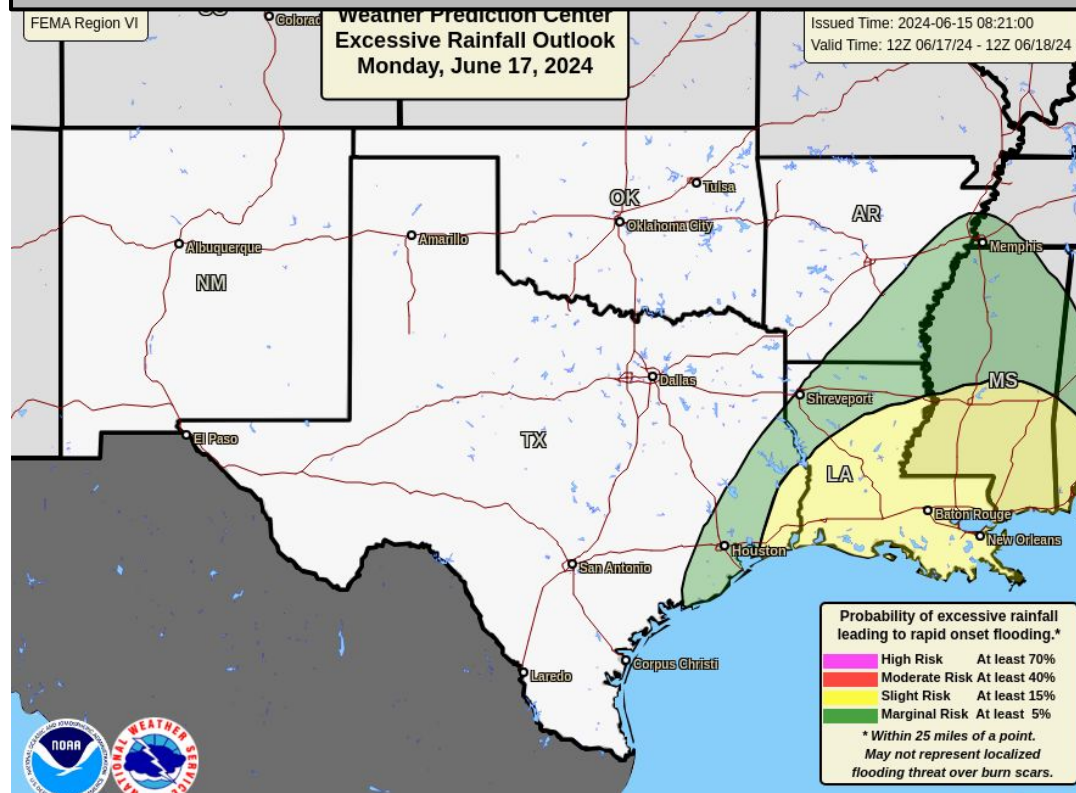 FEMA Region VI
Weather Prediction Center
Excessive Rainfall Outlook
Monday, June 17, 2024
Issued Time: 2024-06-15 08:21:00
Valid Time: 12Z 06/17/24 - 12Z 06/18/24
Tulsa
OK
Oklahoma City
AR
Memphis
Albuquerque
Amarillo
NM
Dallas
MS
Shreveport
El Paso
TX
LA
Baton Rouge
New Orleans
Houston
San Antonio
Corpus Christi
Laredo
Probability of excessive rainfall
leading to rapid onset flooding.*
High Risk At least 70%
Moderate Risk At least 40%
Slight Risk At least 15%
Marginal Risk At least 5%
* Within 25 miles of a point.
May not represent localized
flooding threat over burn scars.
NOAA
NATIONAL WEATHER SERVICE